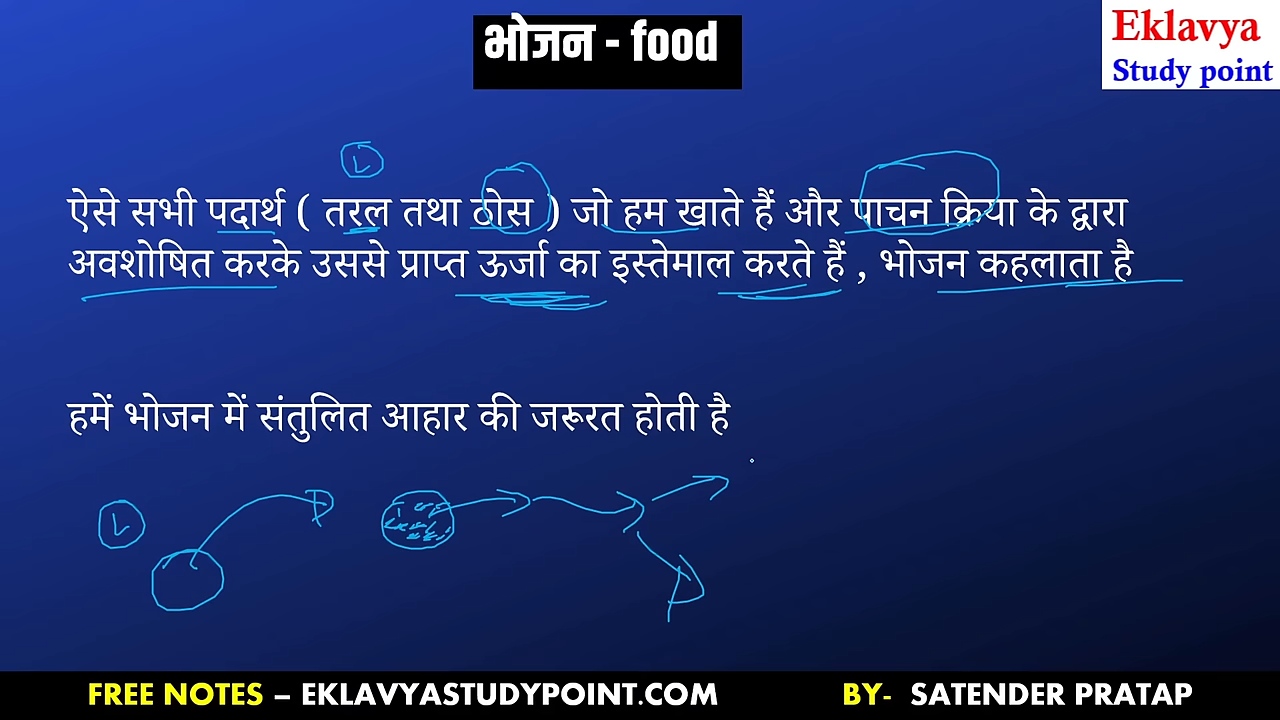 भोजन - food
Eklavya
Study point
L
ऐसे सभी पदार्थ ( तरल तथा ठोस ) जो हम खाते हैं और पाचन क्रिया के द्वारा
अवशोषित करके उससे प्राप्त ऊर्जा का इस्तेमाल करते हैं , भोजन कहलाता है
हमें भोजन में संतुलित आहार की जरूरत होती है
L
FREE NOTES – EKLAVYASTUDYPOINT.COM
BY- SATENDER PRATAP